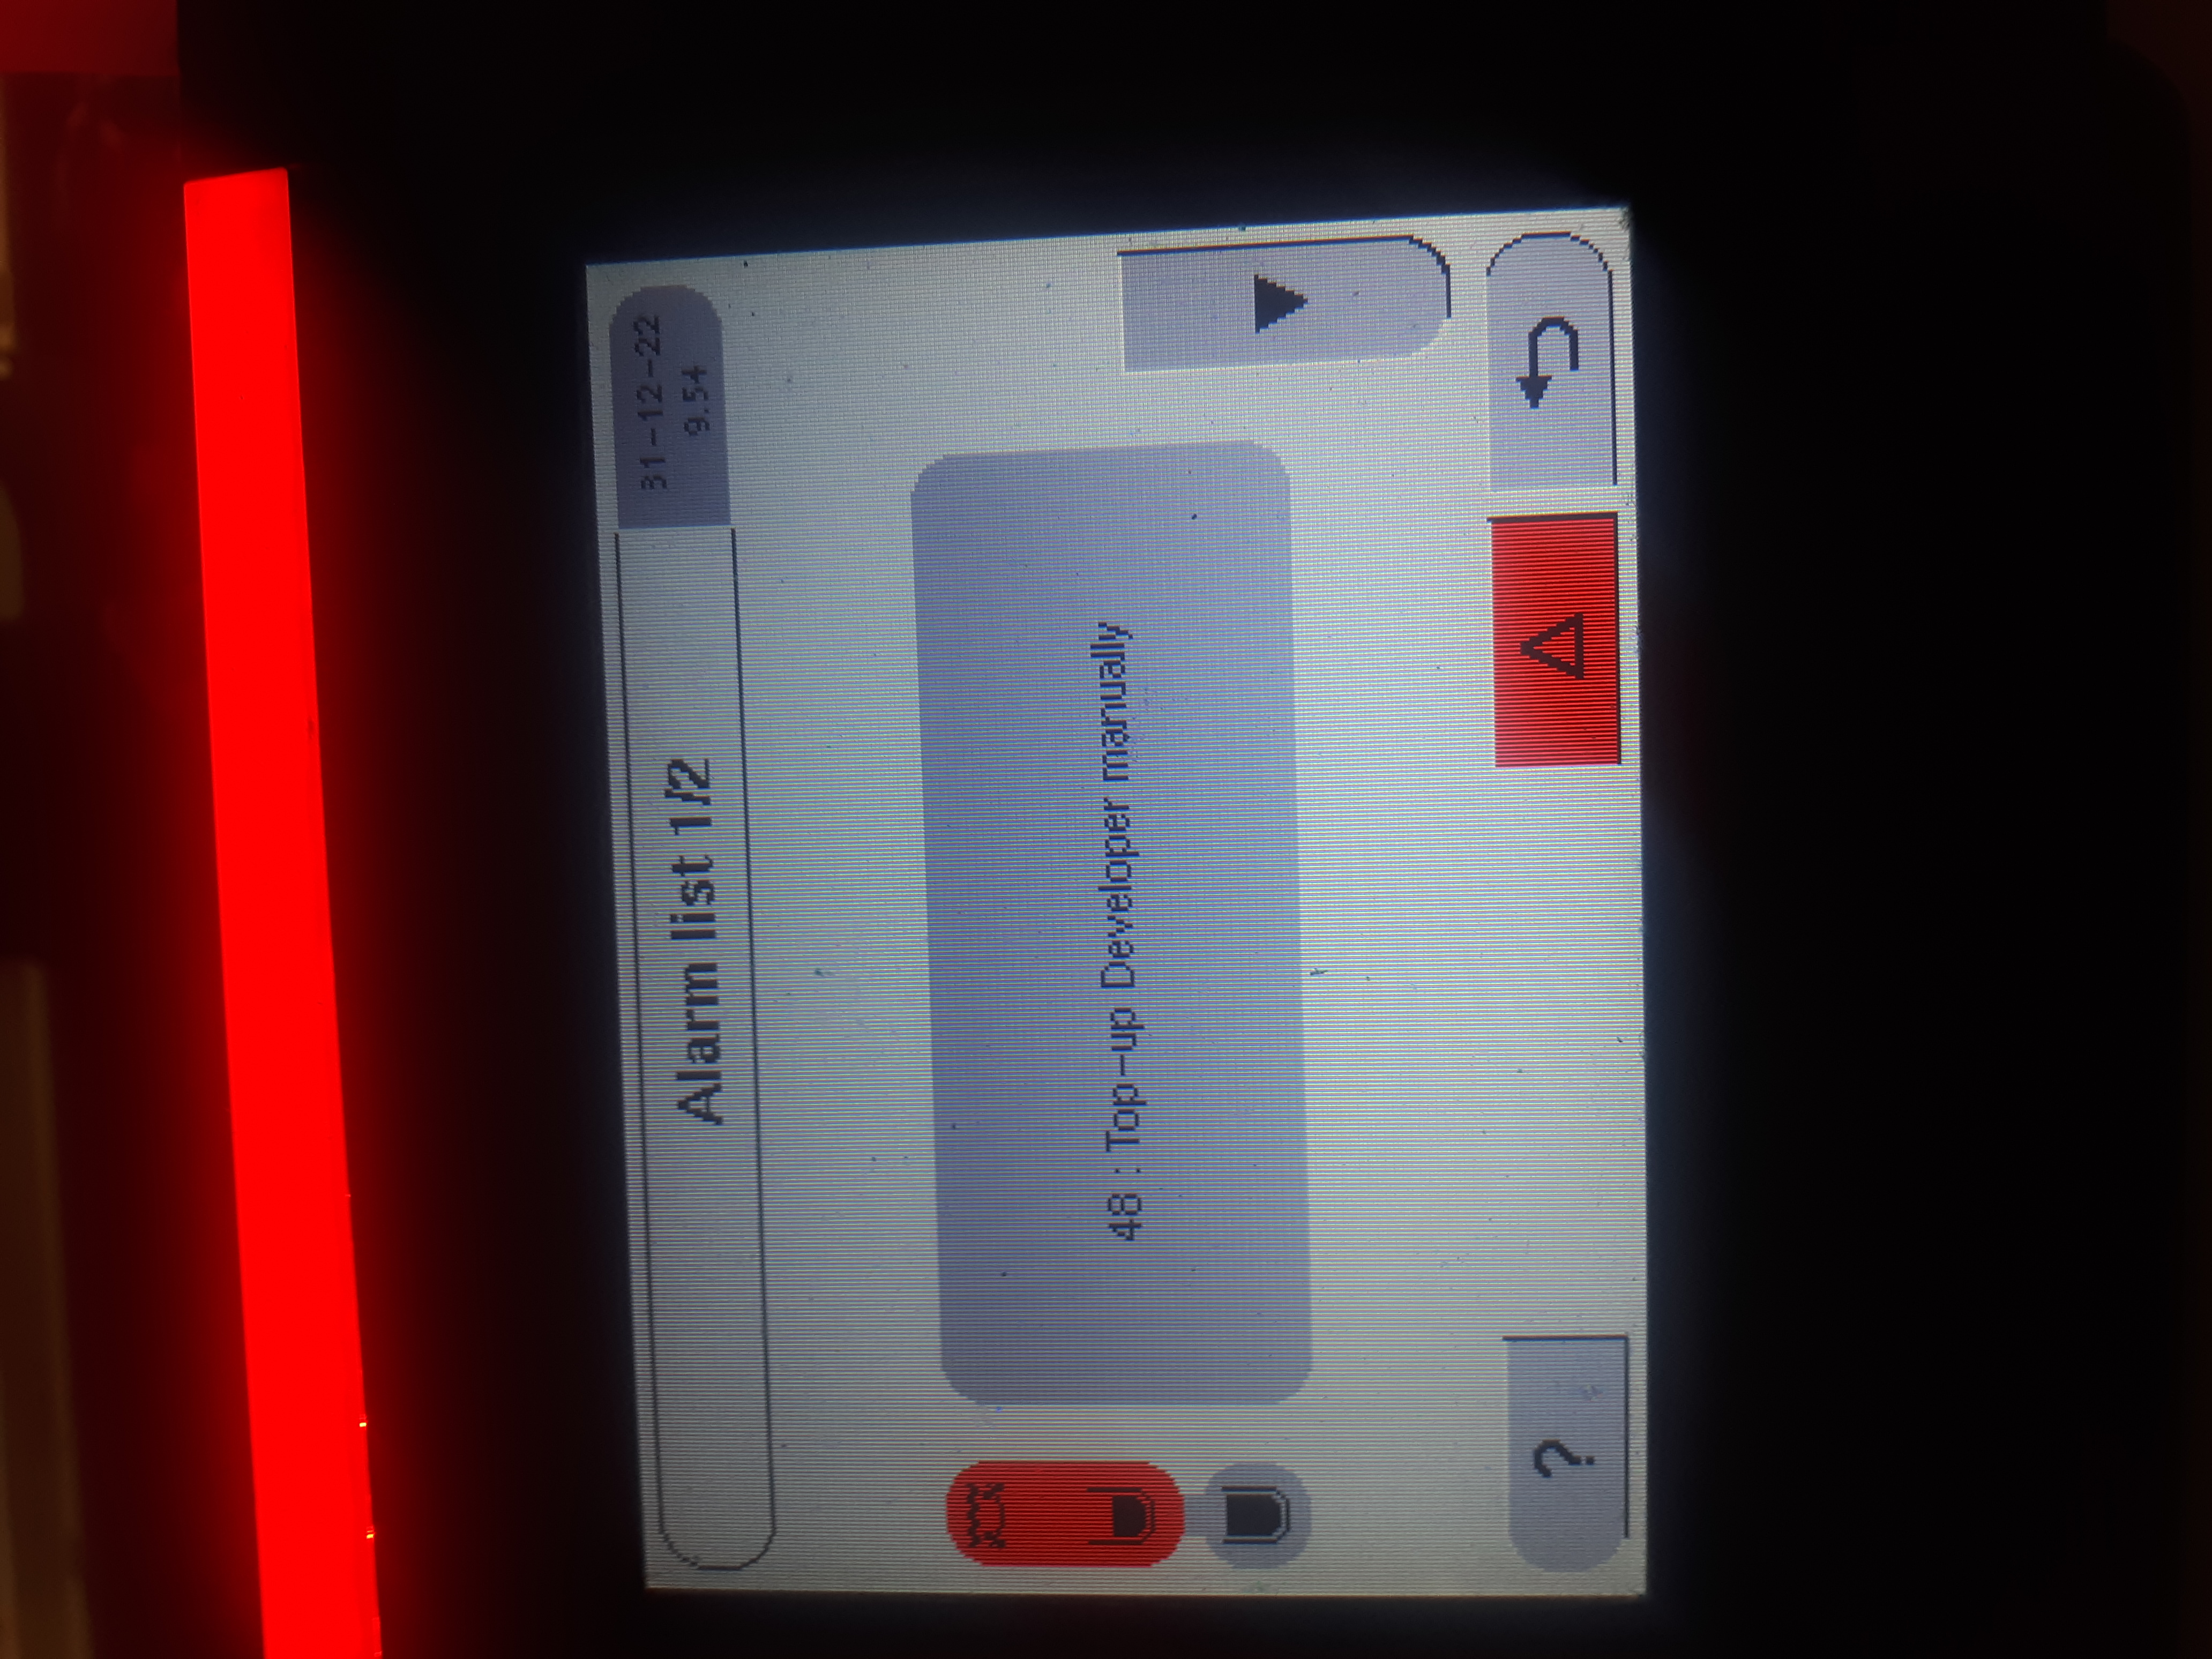 Alarm list 1/2
31-12-22
9.54
48 : Top-up Developer manually
?